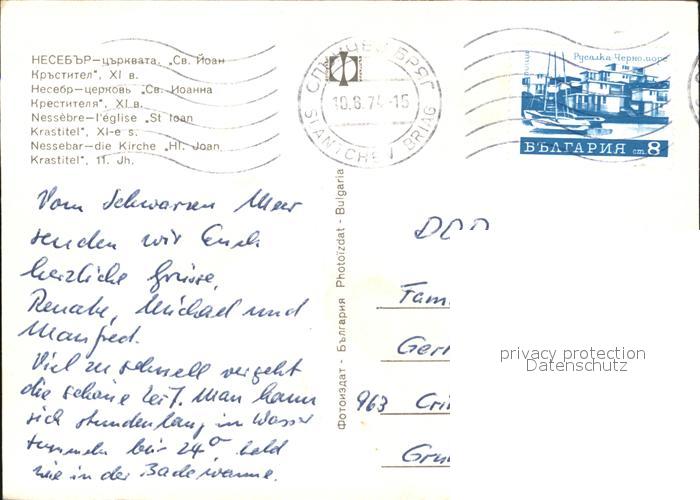 НЕСЕБЪР—църквата. „Св. Йоан
Кръстител", XI в.
Несебр—церковь „Св. Иоанна
Крестителя", XI в.
Nessèbre—l'église „St Ioan
Krastitel", XI-e s.
Nessebar—die Kirche „Hl. Joan
Krastitel", 11. Jh.
СЛЪНЧЕВ БРЯГ
10.6.74-15
SLANTCHEV BRIAG
Русалка Черноморе
БЪЛГАРИЯ ст. 8
Vom Schwarzen Meer
senden wir Euch
herzliche Grüsse,
Renate, Michael und
Manfred.
Viel zu schnell vergeht
die schöne Zeit. Man kann
sich stundenlang im Wasser
tummeln bei 24°,
wie in der Badewanne.
Фотоиздат - България Photoizdat - Bulgaria
DDR
Fam
Ger
963 Cri
Gru
privacy protection
Datenschutz